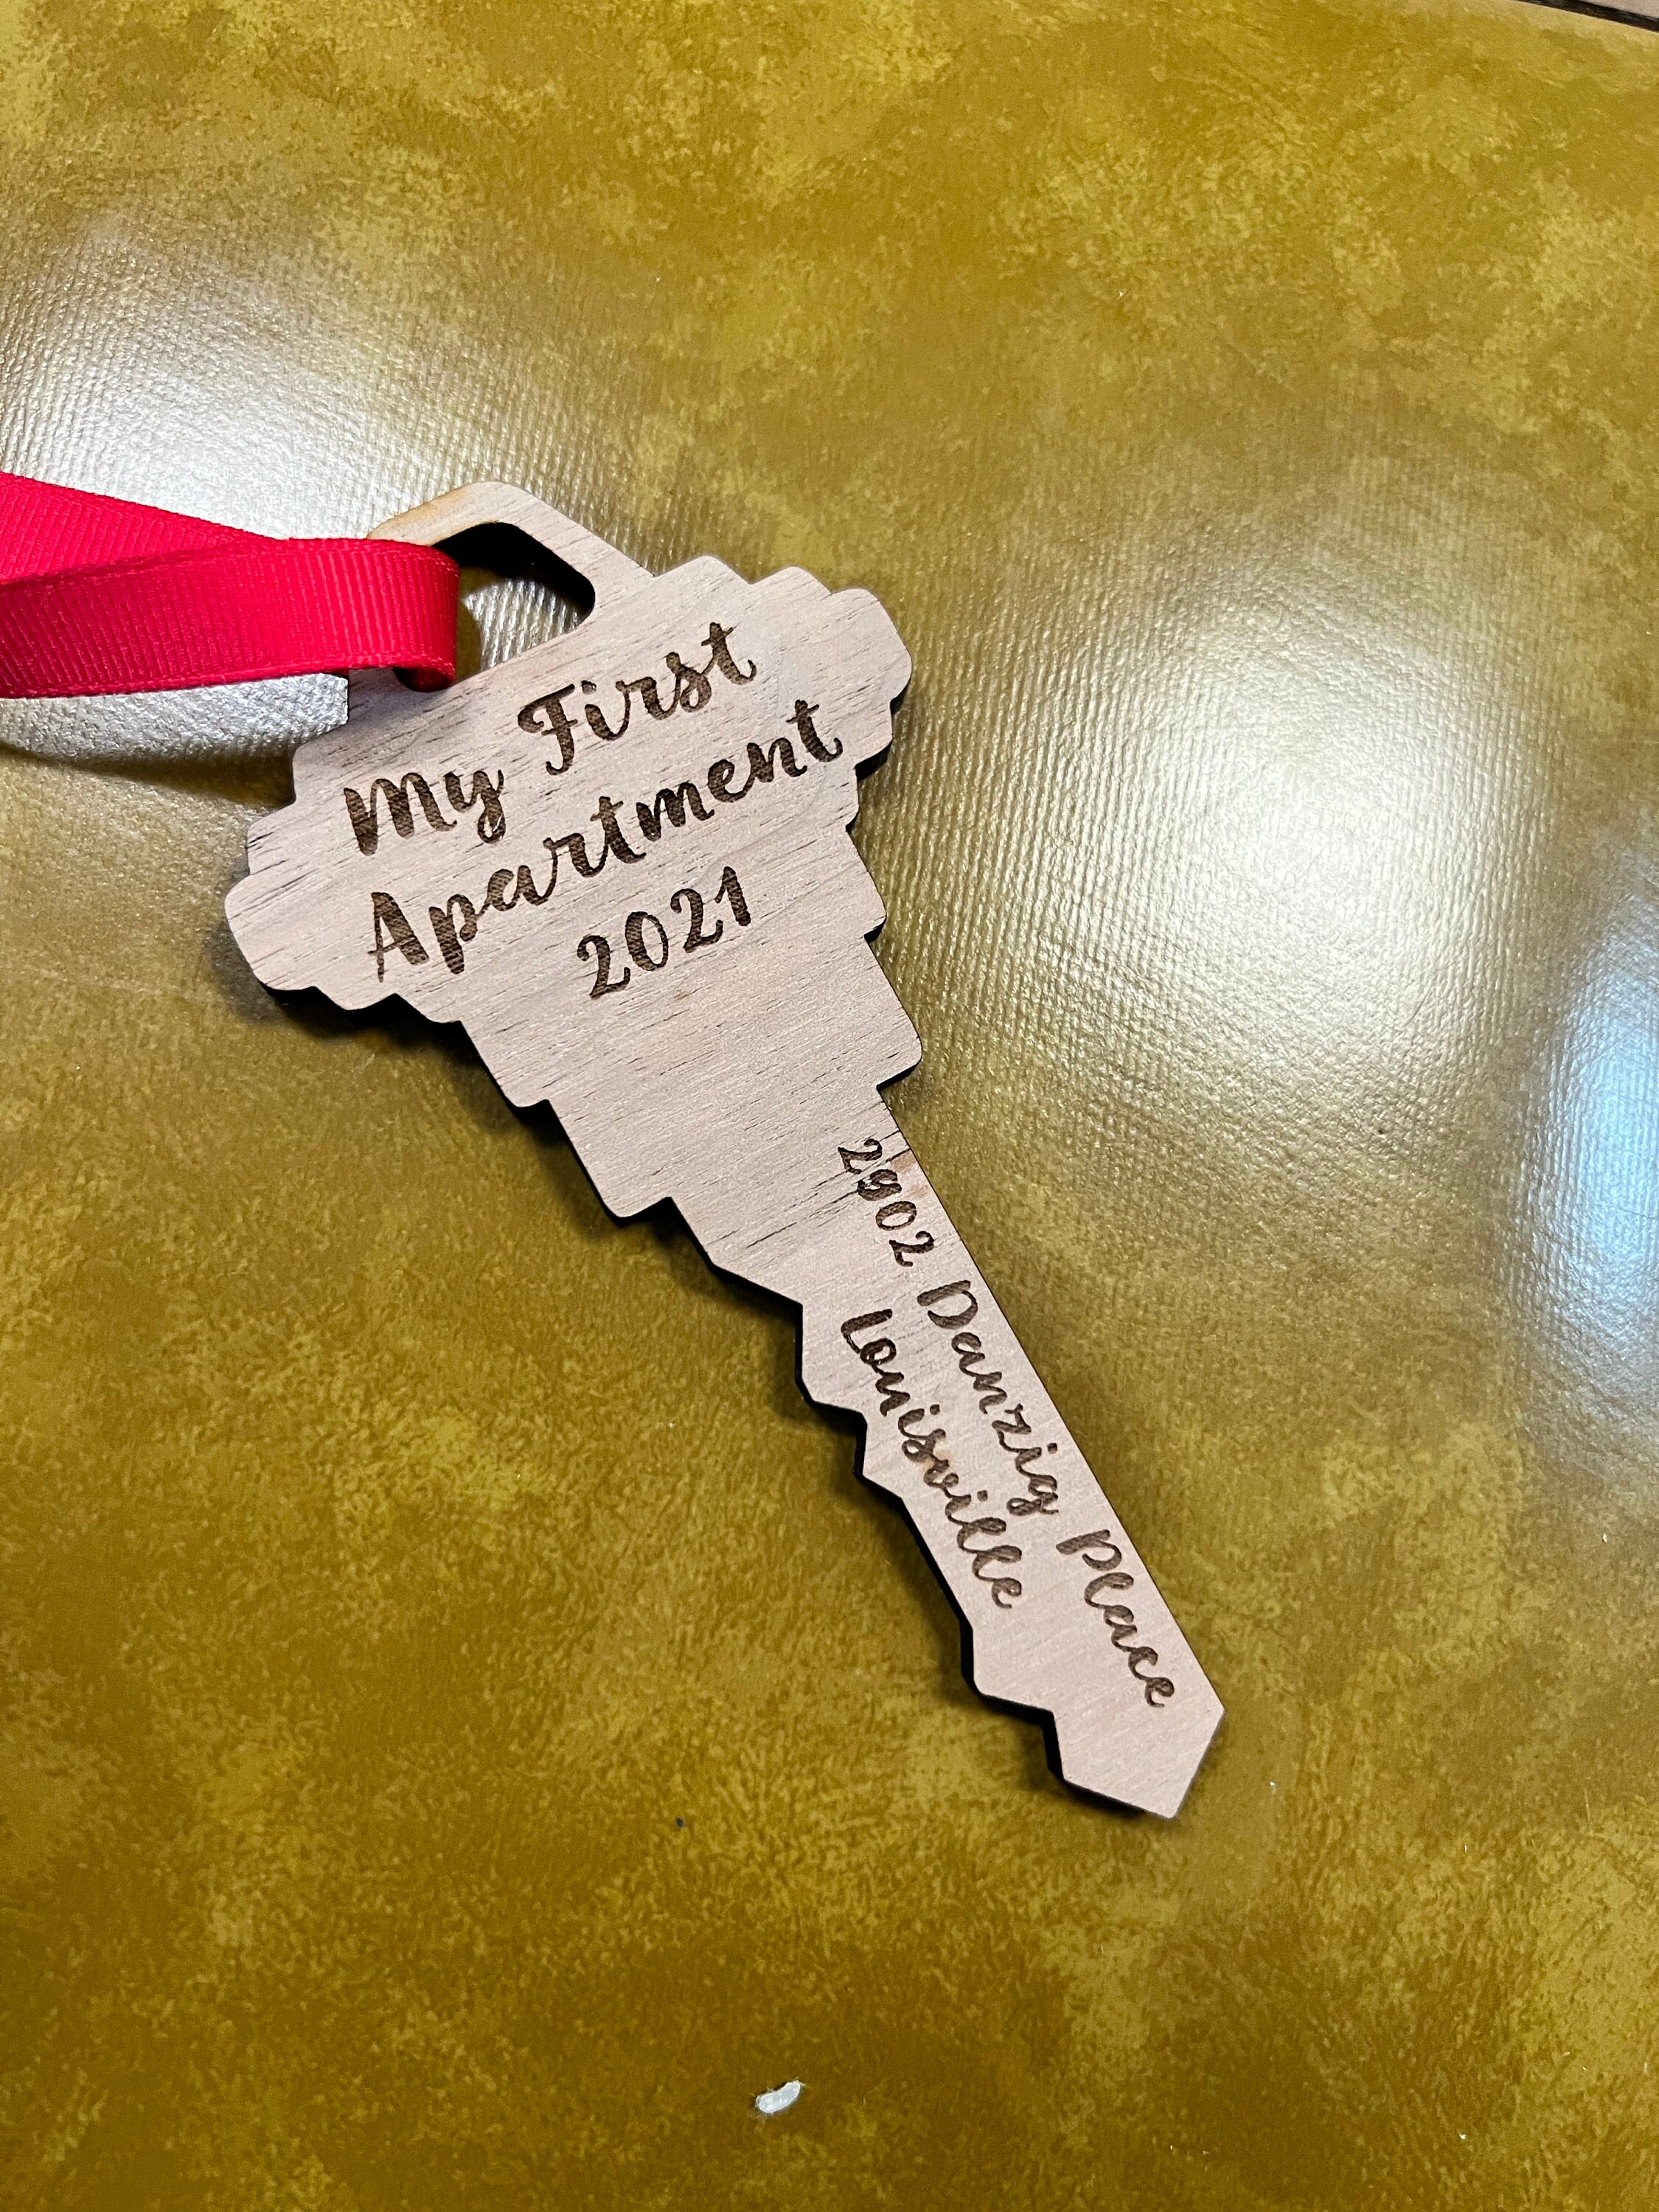 My First
Apartment
2021
2902 Danzig Place
Louisville